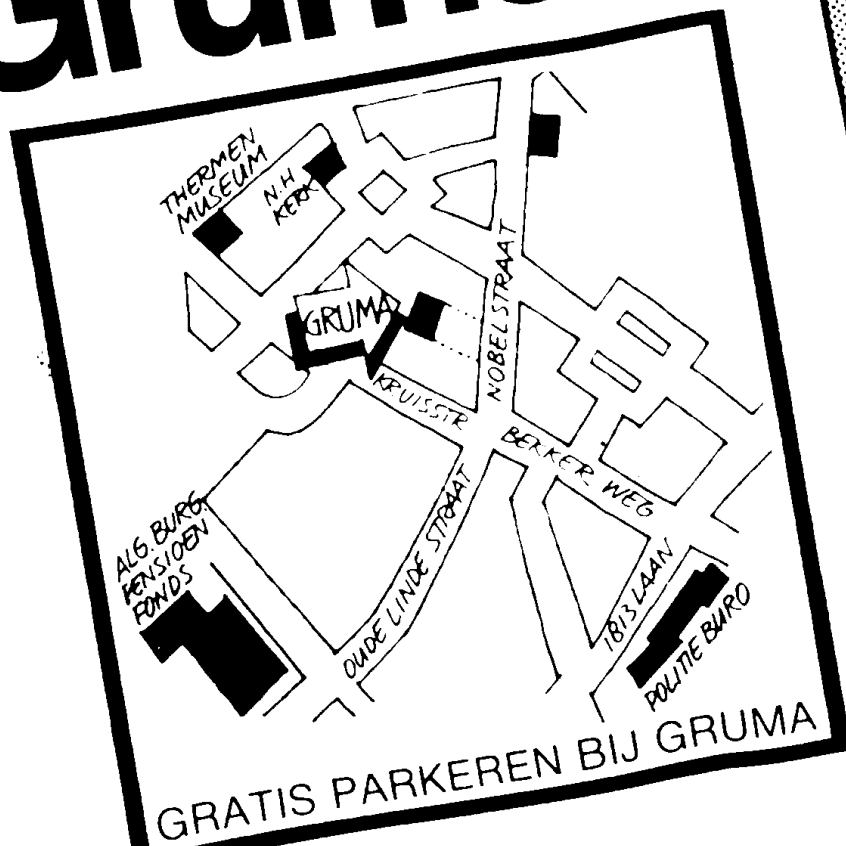 Gruma
THERMEN
MUSEUM
N.H
KERK
GRUMA
NOBELSTRAAT
KRUISSTR
BEKKER WEG
OUDE LINDE STRAAT
1813 LAAN
ALG. BURG.
PENSIOEN
FONDS
POLITIE BURO
GRATIS PARKEREN BIJ GRUMA